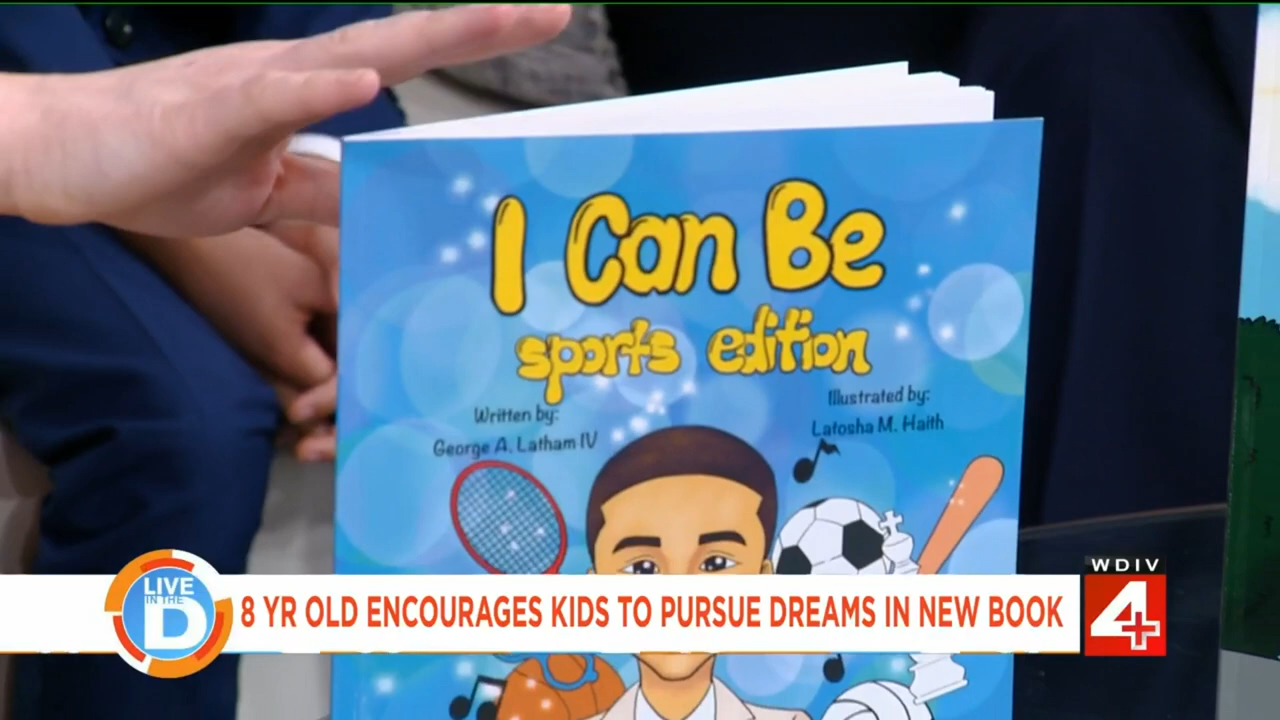 I Can Be
sports edition
Written by:
George A. Latham IV
Illustrated by:
Latosha M. Haith
LIVE
IN THE
D
8 YR OLD ENCOURAGES KIDS TO PURSUE DREAMS IN NEW BOOK
WDIV
4+